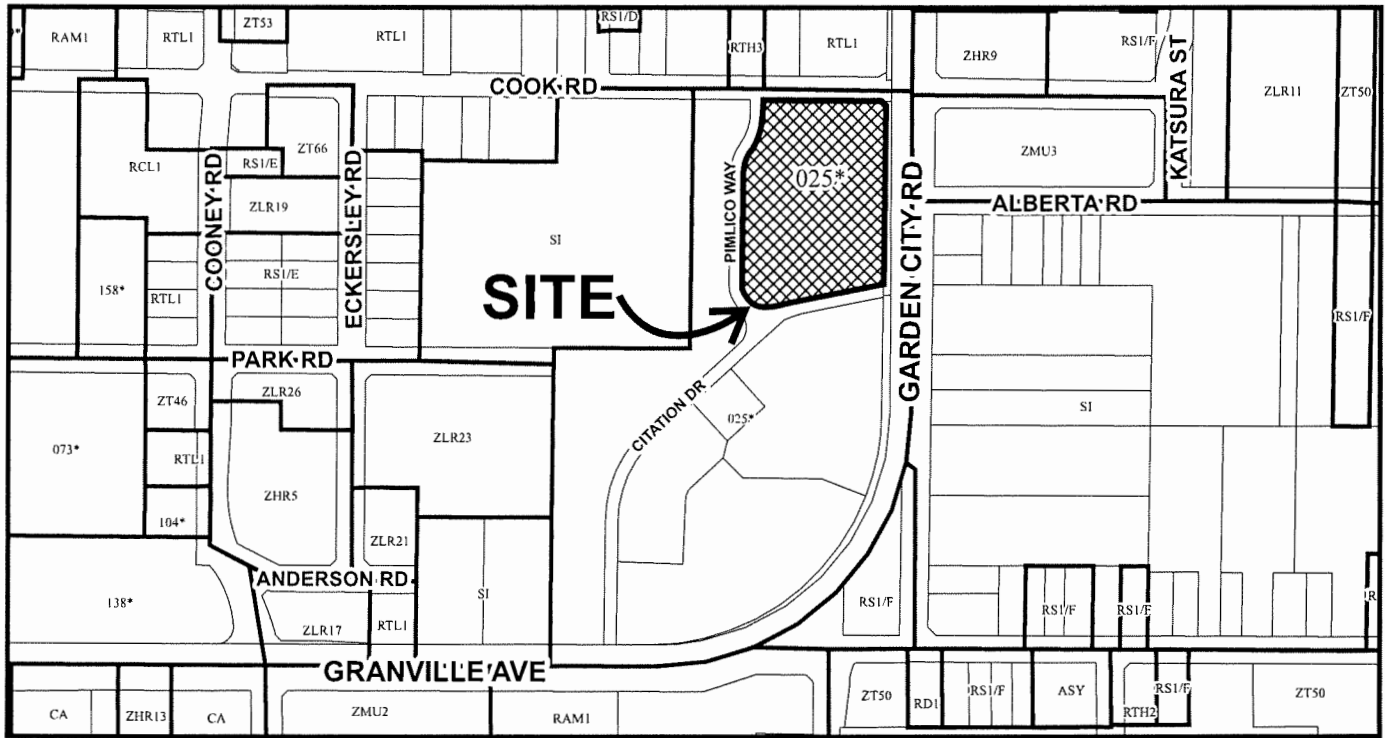 RAM1
RTL1
ZT53
RTL1
RS1/D
RTH3
RTL1
ZHR9
RS1/F
KATSURA ST
ZLR11
ZT50
COOK RD
RCL1
COONEY RD
RS1/E
ZT66
ECKERSLEY RD
ZLR19
RS1/E
158*
RTL1
SI
PIMLICO WAY
025*
GARDEN CITY RD
ZMU3
ALBERTA RD
RS1/F
SITE
PARK RD
ZT46
ZLR26
ZLR23
CITATION DR
025*
SI
073*
RTL1
ZHR5
104*
ZLR21
ANDERSON RD
138*
ZLR17
RTL1
SI
RS1/F
RS1/F
RS1/F
GRANVILLE AVE
CA
ZHR13
CA
ZMU2
RAM1
ZT50
RD1
RS1/F
ASY
RTH2
RS1/F
ZT50